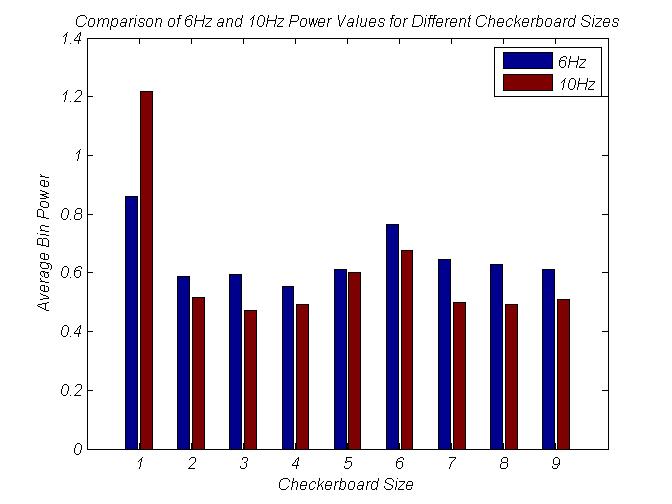 Comparison of 6Hz and 10Hz Power Values for Different Checkerboard Sizes
1.4
1.2
1
0.8
0.6
0.4
0.2
0
Average Bin Power
6Hz
10Hz
1 2 3 4 5 6 7 8 9
Checkerboard Size